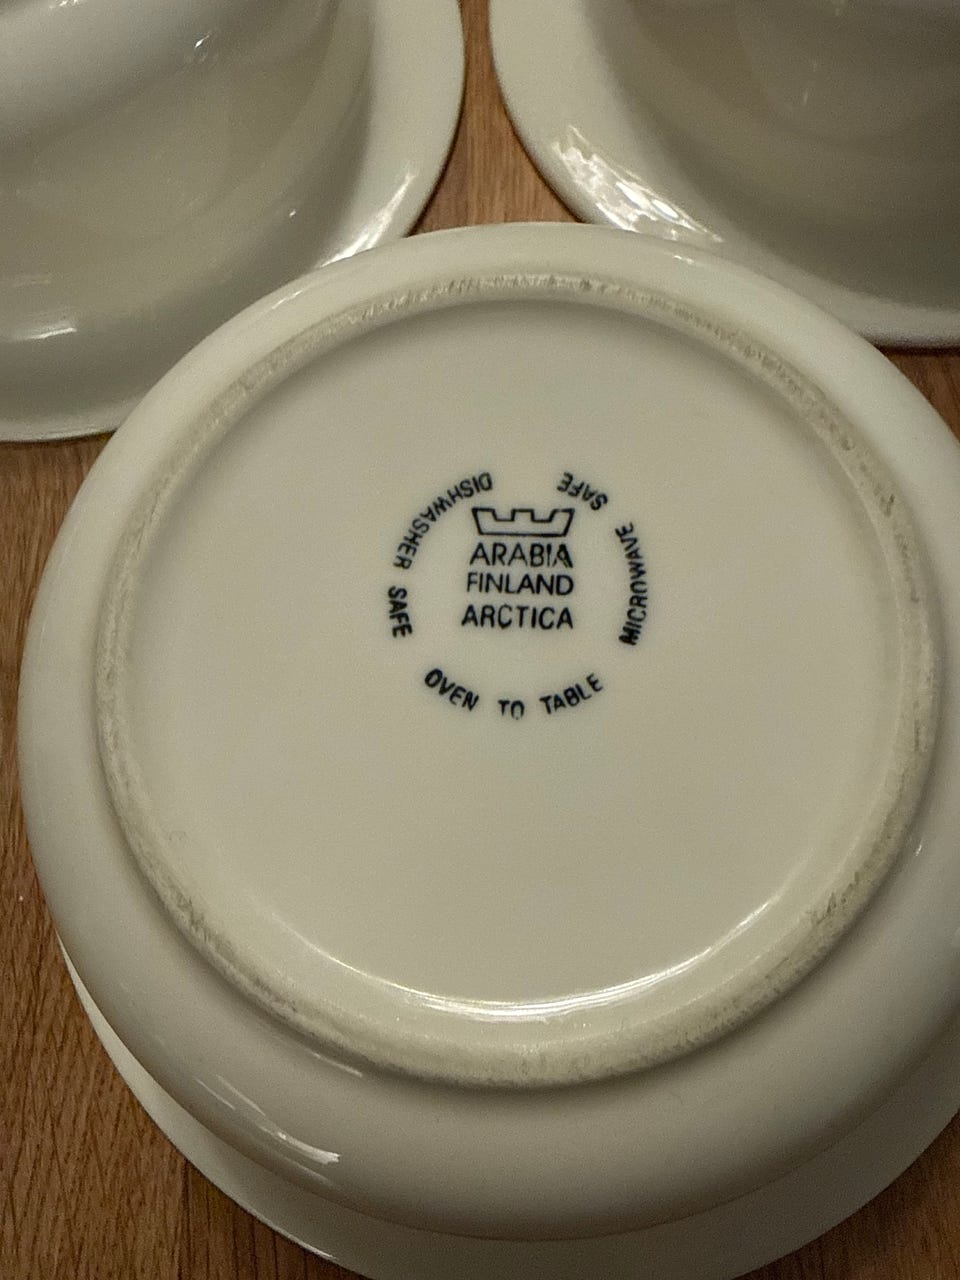 ARABIA
FINLAND
ARCTICA
DISHWASHER SAFE
OVEN TO TABLE
MICROWAVE SAFE